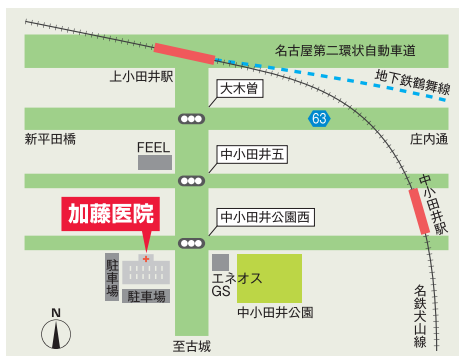 名古屋第二環状自動車道
上小田井駅
地下鉄鶴舞線
大木曽
63
新平田橋
庄内通
FEEL
中小田井五
中小田井駅
加藤医院
中小田井公園西
駐車場
駐車場
エネオス
GS
中小田井公園
名鉄犬山線
N
至古城